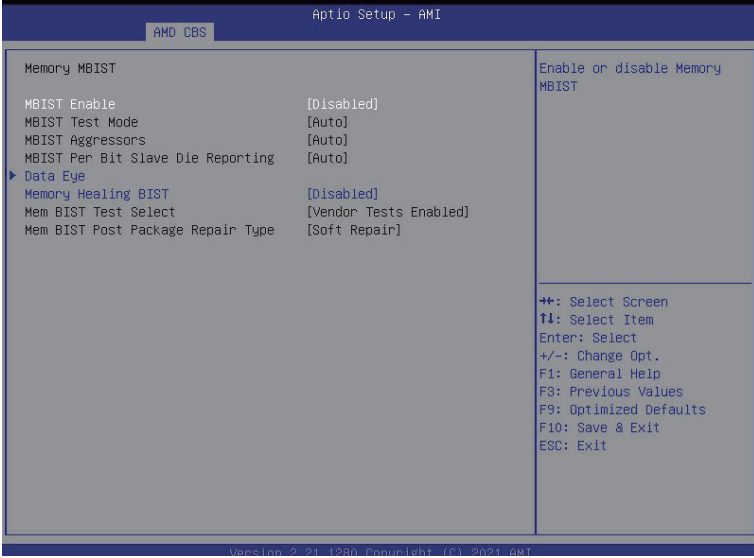 Aptio Setup – AMI
AMD CBS
Memory MBIST
MBIST Enable [Disabled]
MBIST Test Mode [Auto]
MBIST Aggressors [Auto]
MBIST Per Bit Slave Die Reporting [Auto]
Data Eye
Memory Healing BIST [Disabled]
Mem BIST Test Select [Vendor Tests Enabled]
Mem BIST Post Package Repair Type [Soft Repair]
Enable or disable Memory
MBIST
→←: Select Screen
↑↓: Select Item
Enter: Select
+/-: Change Opt.
F1: General Help
F3: Previous Values
F9: Optimized Defaults
F10: Save & Exit
ESC: Exit
Version 2.21.1280 Copyright (C) 2021 AMI